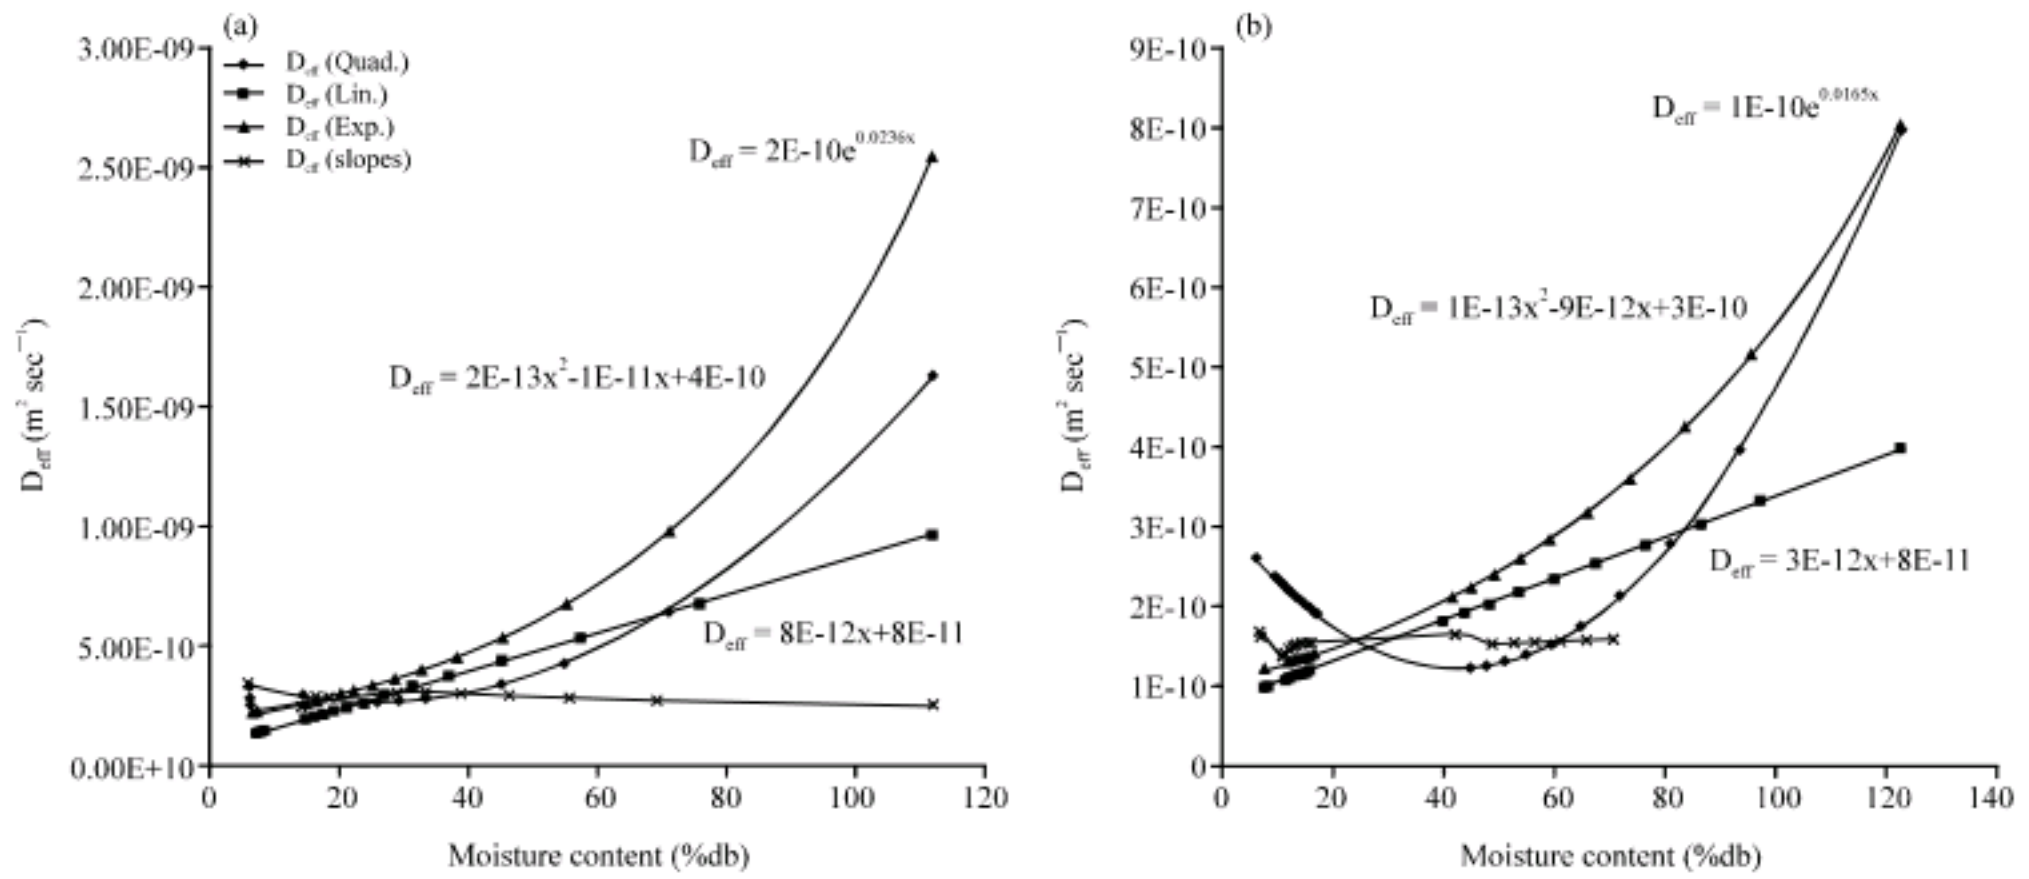 (a)
3.00E-09
2.50E-09
2.00E-09
1.50E-09
1.00E-09
5.00E-10
0.00E+10
D_eff (m² sec⁻¹)
D_eff (Quad.)
D_eff (Lin.)
D_eff (Exp.)
D_eff (slopes)
D_eff = 2E-10e^0.0236x
D_eff = 2E-13x²-1E-11x+4E-10
D_eff = 8E-12x+8E-11
0 20 40 60 80 100 120
Moisture content (%db)
(b)
9E-10
8E-10
7E-10
6E-10
5E-10
4E-10
3E-10
2E-10
1E-10
0
D_eff (m² sec⁻¹)
D_eff = 1E-10e^0.0165x
D_eff = 1E-13x²-9E-12x+3E-10
D_eff = 3E-12x+8E-11
0 20 40 60 80 100 120 140
Moisture content (%db)